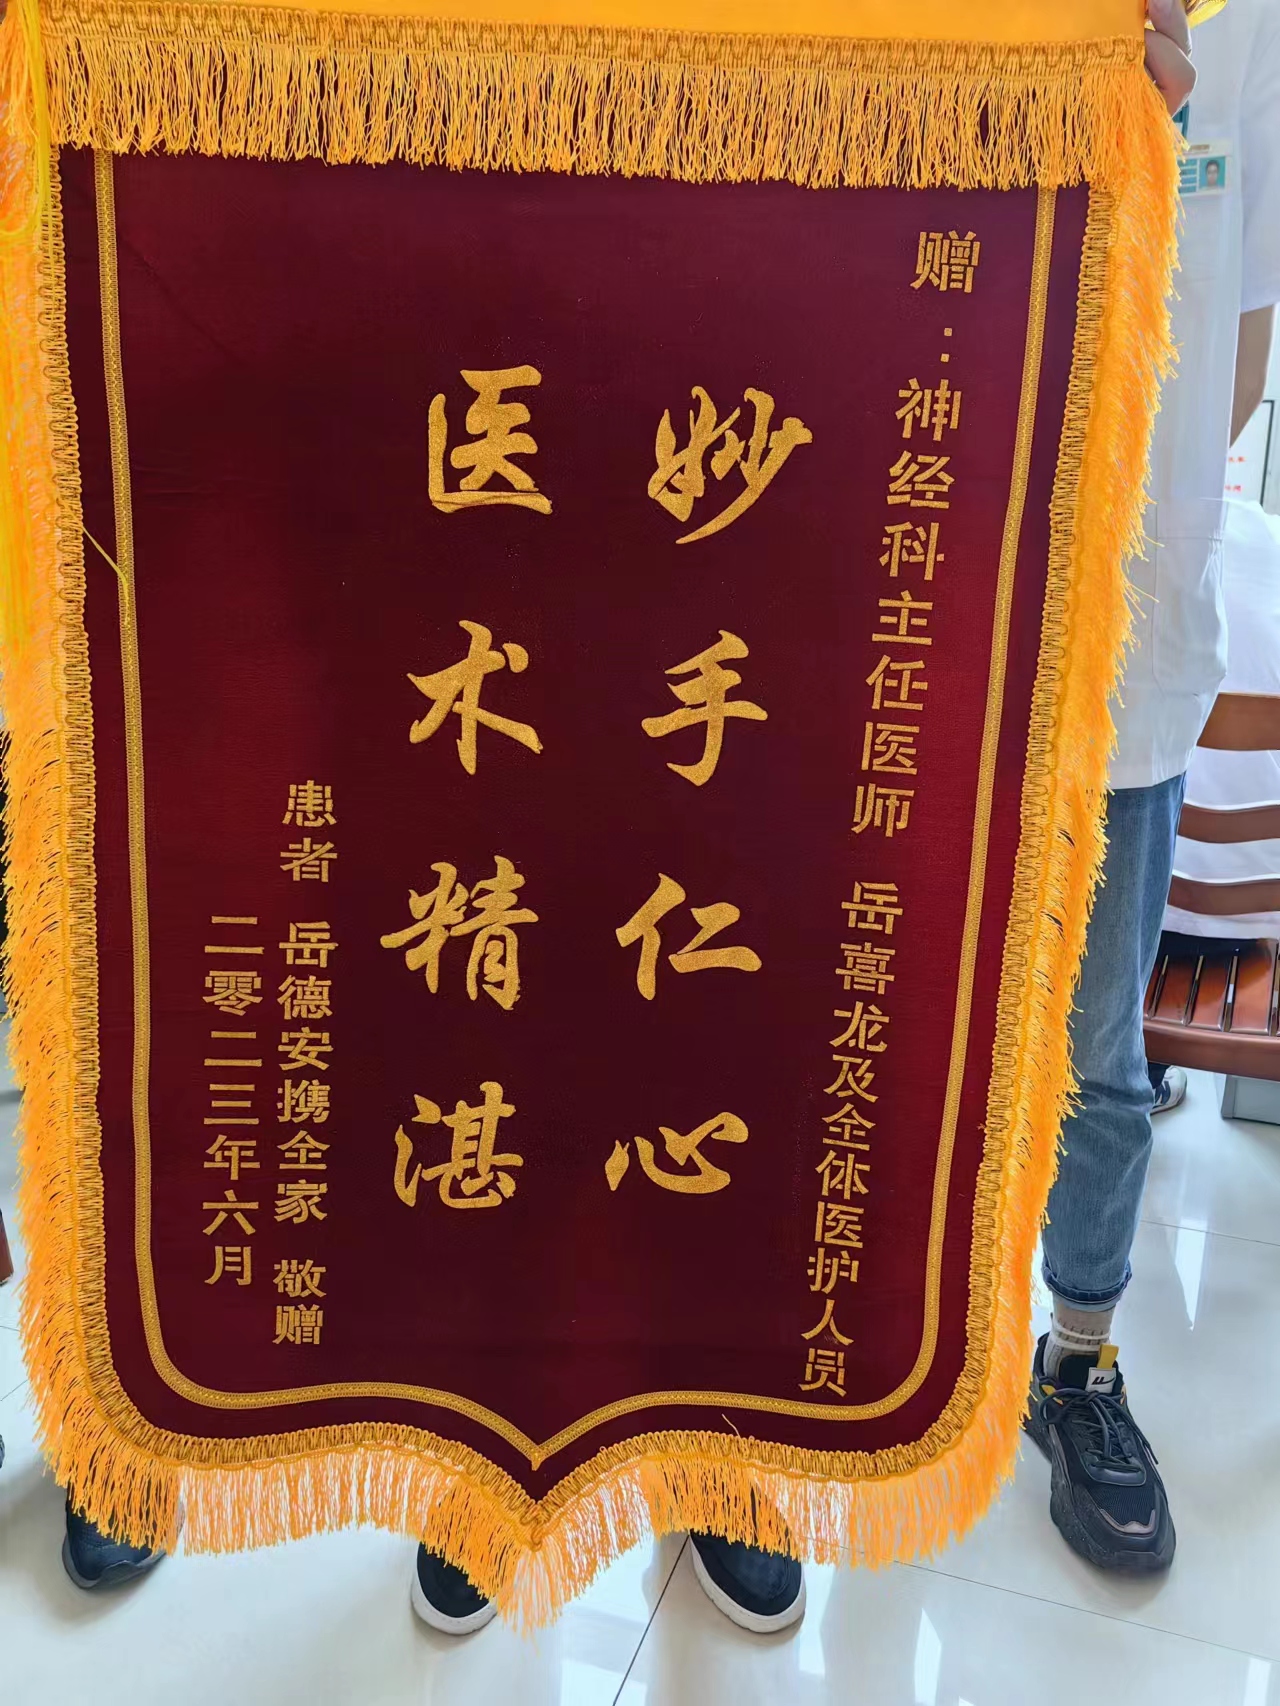 赠：神经科主任医师 岳喜龙及全体医护人员
妙手仁心
医术精湛
患者 岳德安携全家 敬赠
二零二三年六月